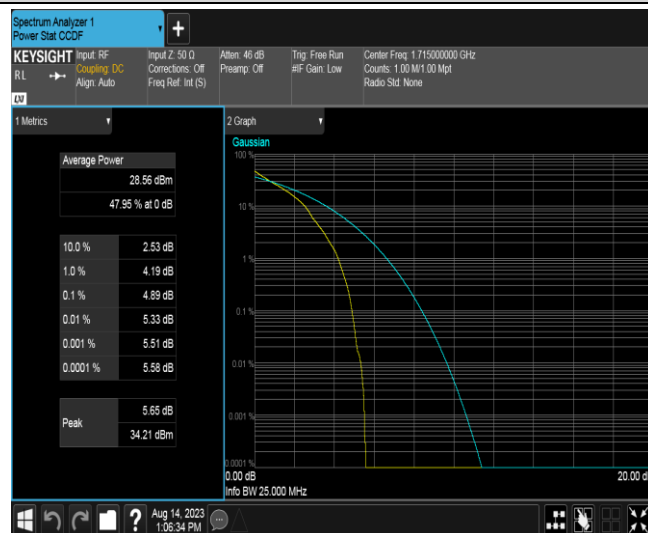 Spectrum Analyzer 1
Power Stat CCDF
KEYSIGHT
RL
Input: RF
Coupling: DC
Align: Auto
Input Z: 50 Ω
Corrections: Off
Freq Ref: Int (S)
Atten: 46 dB
Preamp: Off
Trig: Free Run
#IF Gain: Low
Center Freq: 1.715000000 GHz
Counts: 1.00 M/1.00 Mpt
Radio Std: None
LXI
1 Metrics
Average Power
28.56 dBm
47.95 % at 0 dB
10.0 % 2.53 dB
1.0 % 4.19 dB
0.1 % 4.89 dB
0.01 % 5.33 dB
0.001 % 5.51 dB
0.0001 % 5.58 dB
Peak
5.65 dB
34.21 dBm
2 Graph
Gaussian
100 %
10 %
1 %
0.1 %
0.01 %
0.001 %
0.0001 %
0.00 dB
20.00 d
Info BW 25.000 MHz
?
Aug 14, 2023
1:06:34 PM